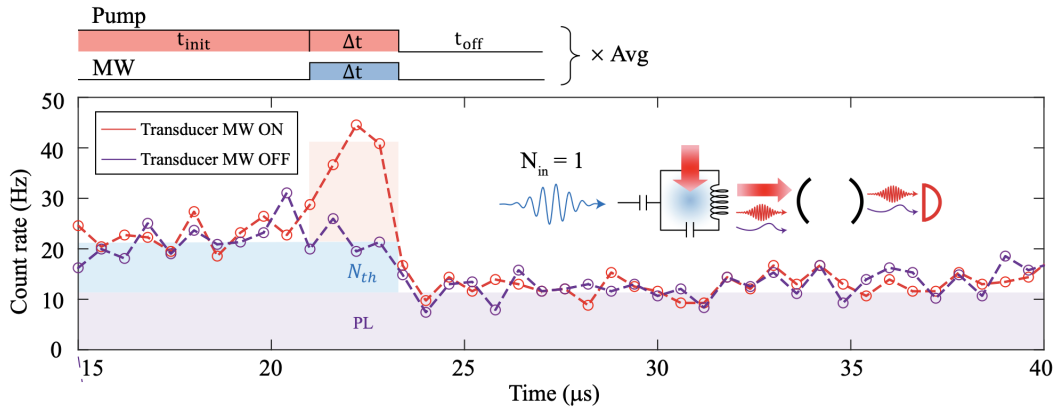 Pump
t_init Δt t_off
MW Δt × Avg
50
40
30
20
10
0
Count rate (Hz)
Transducer MW ON
Transducer MW OFF
N_in = 1
N_th
PL
15 20 25 30 35 40
Time (μs)